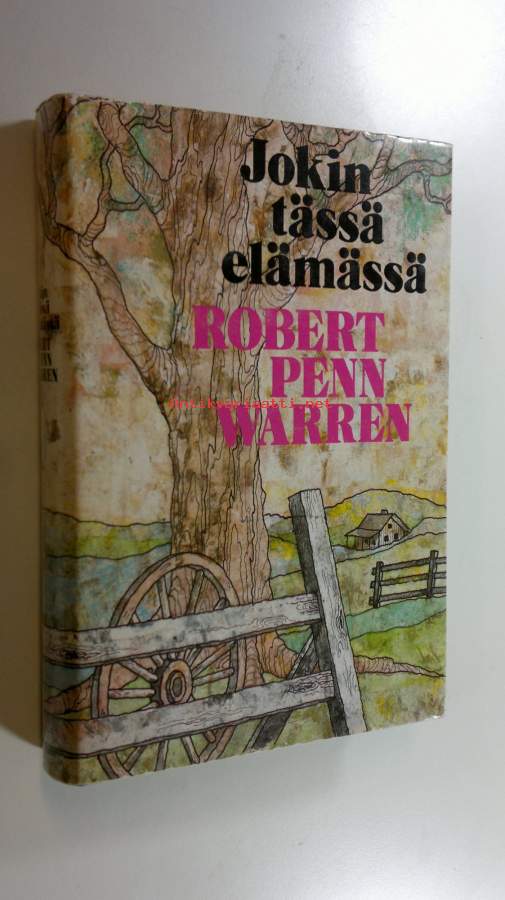 Jokin
tässä
elämässä
ROBERT
PENN
WARREN
Antikvariaatti.net